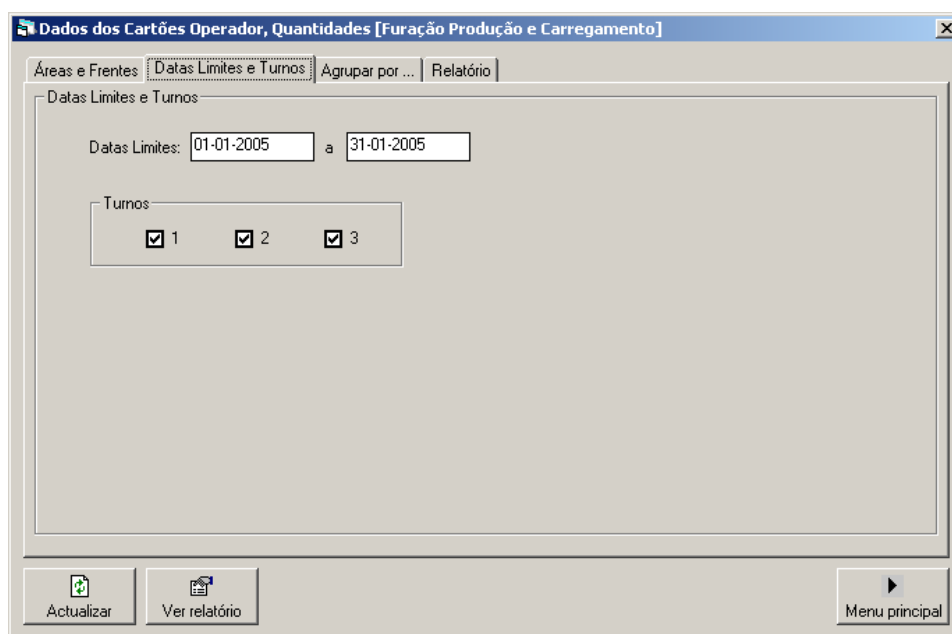 Dados dos Cartões Operador, Quantidades [Furação Produção e Carregamento]
Áreas e Frentes Datas Limites e Turnos Agrupar por ... Relatório
Datas Limites e Turnos
Datas Limites: 01-01-2005 a 31-01-2005
Turnos
1 2 3
Actualizar Ver relatório Menu principal